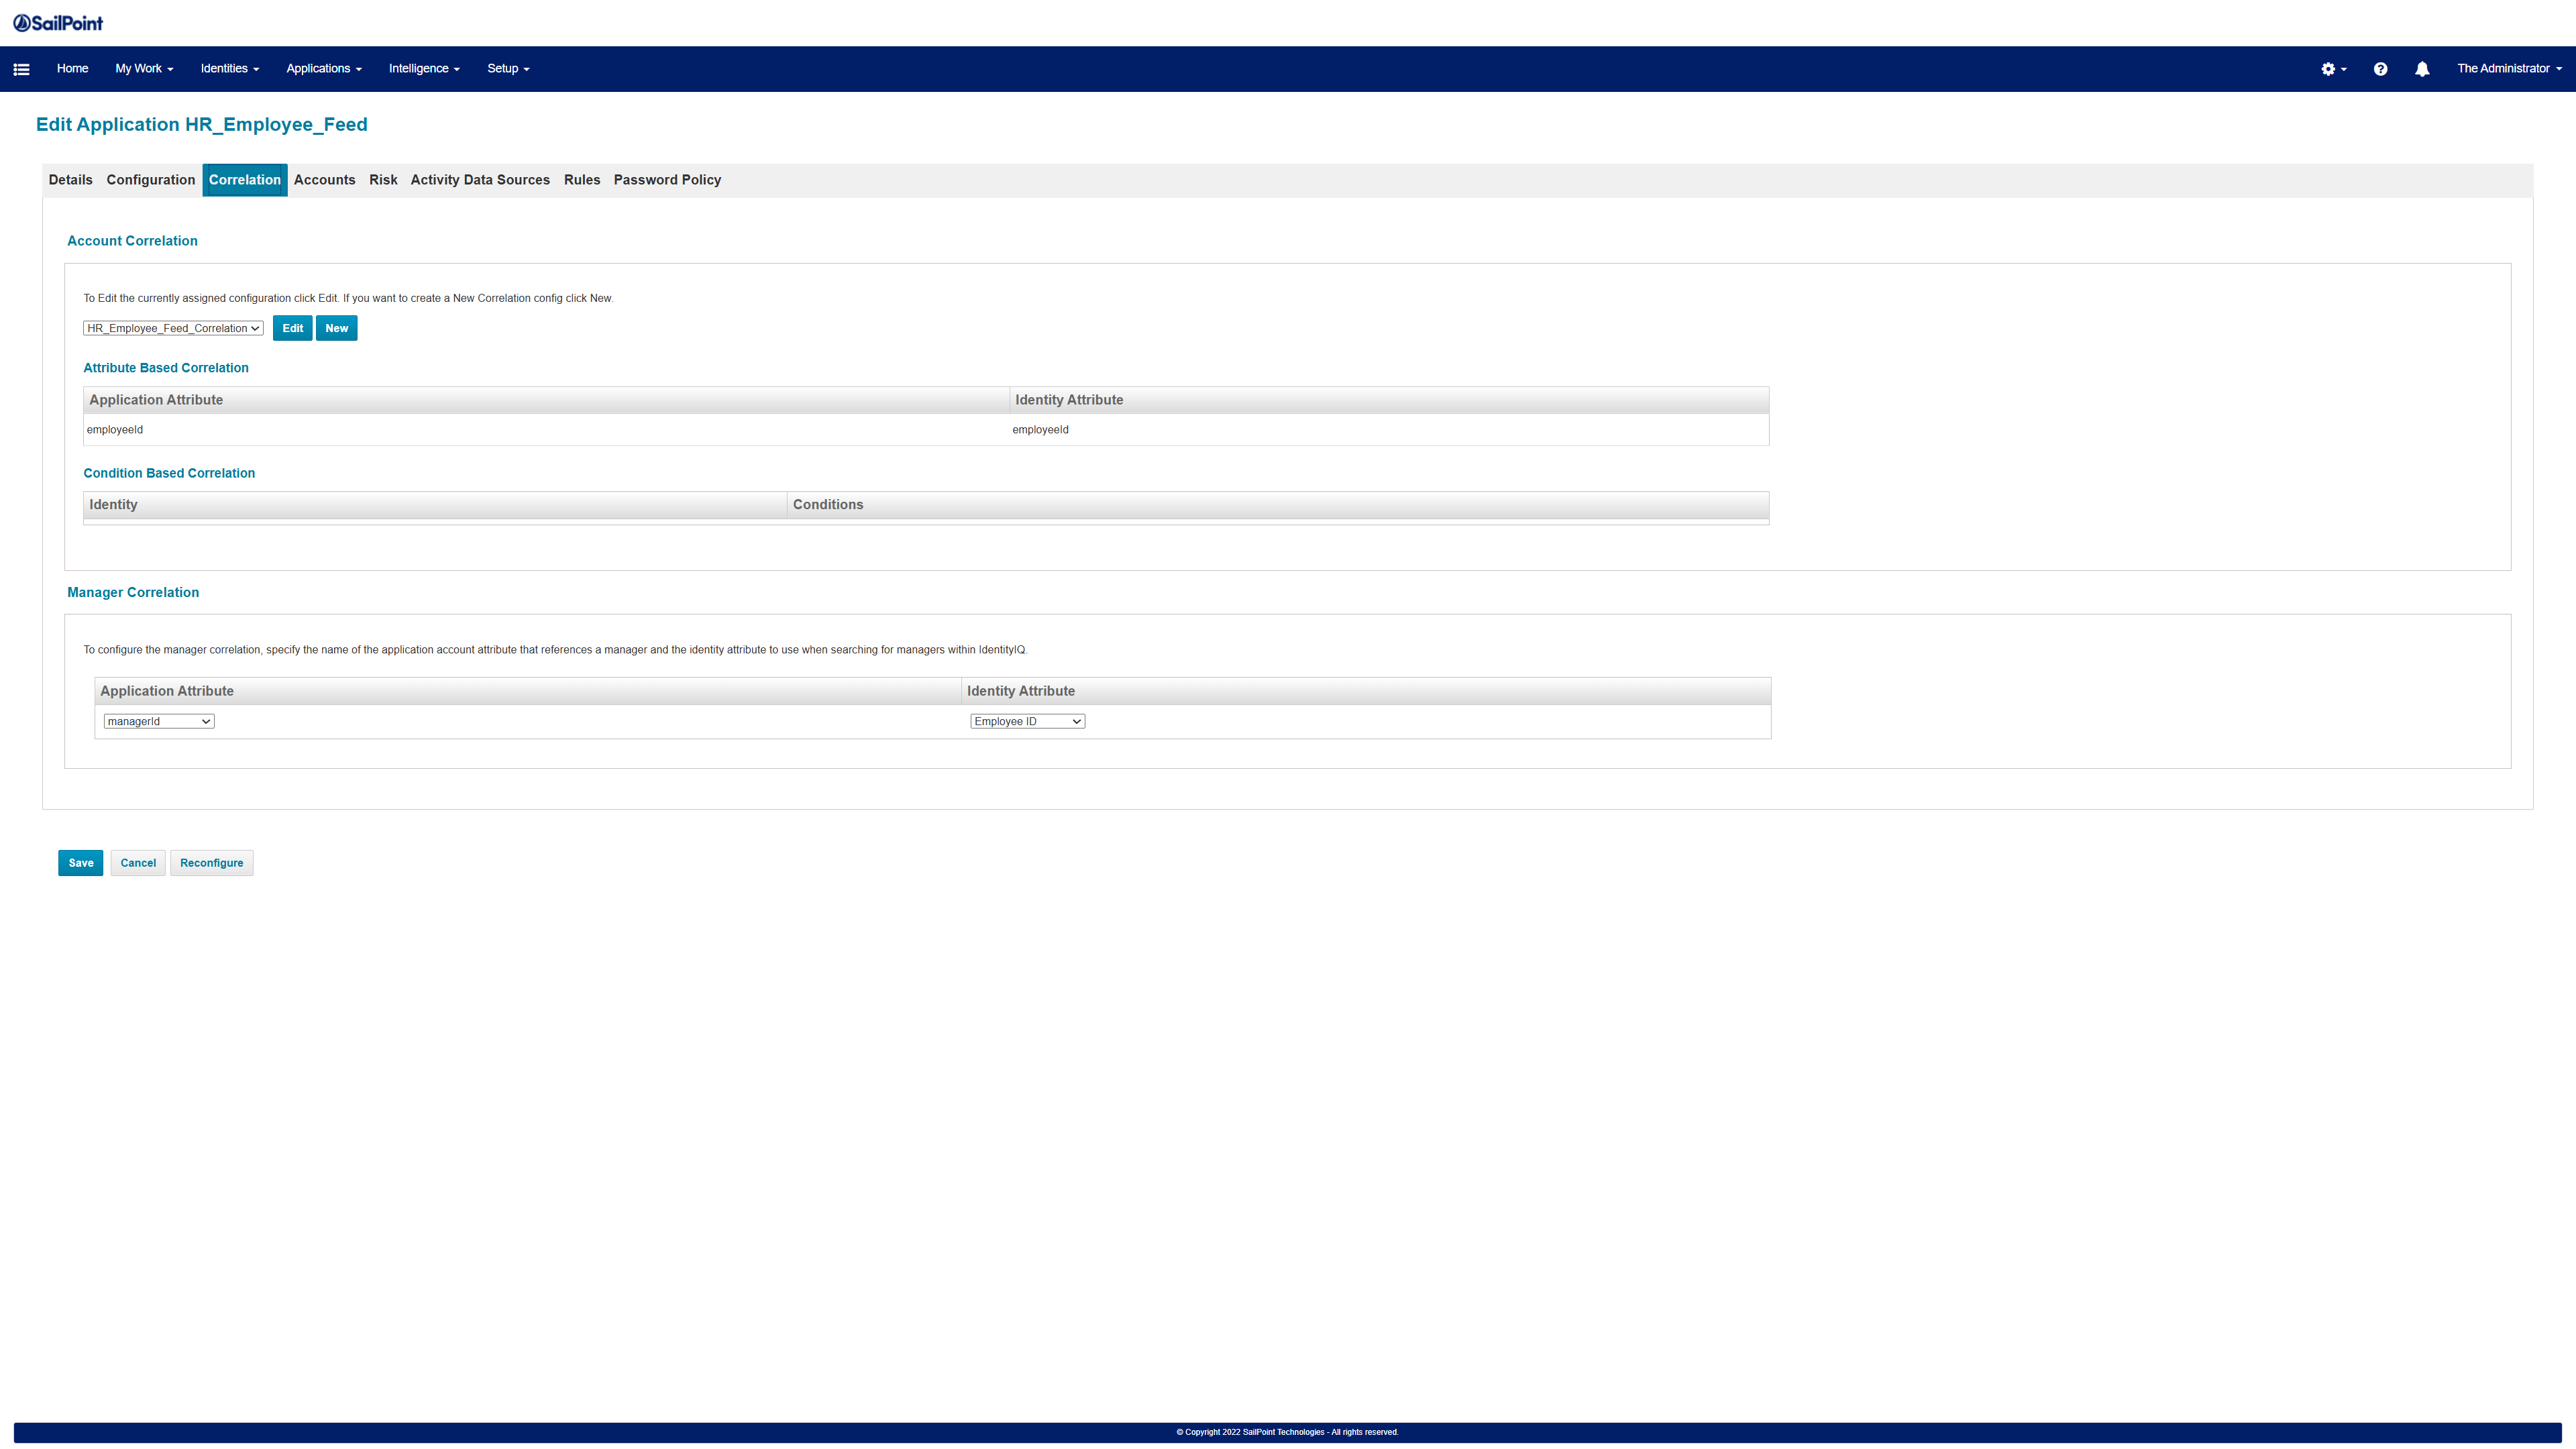 SailPoint
Home My Work Identities Applications Intelligence Setup The Administrator
Edit Application HR_Employee_Feed
Details Configuration Correlation Accounts Risk Activity Data Sources Rules Password Policy
Account Correlation
To Edit the currently assigned configuration click Edit. If you want to create a New Correlation config click New.
HR_Employee_Feed_Correlation Edit New
Attribute Based Correlation
Application Attribute Identity Attribute
employeeId employeeId
Condition Based Correlation
Identity Conditions
Manager Correlation
To configure the manager correlation, specify the name of the application account attribute that references a manager and the identity attribute to use when searching for managers within IdentityIQ.
Application Attribute Identity Attribute
managerId Employee ID
Save Cancel Reconfigure
© Copyright 2022 SailPoint Technologies - All rights reserved.